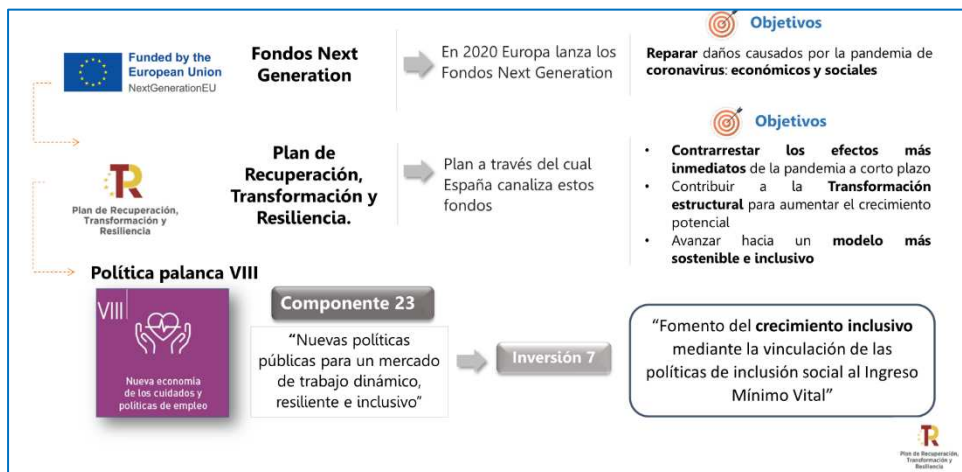 Funded by the
European Union
NextGenerationEU
Fondos Next
Generation
En 2020 Europa lanza los
Fondos Next Generation
Objetivos
Reparar daños causados por la pandemia de
coronavirus: económicos y sociales
Plan de Recuperación,
Transformación y
Resiliencia
Plan de
Recuperación,
Transformación y
Resiliencia.
Plan a través del cual
España canaliza estos
fondos
Objetivos
• Contrarrestar los efectos más
inmediatos de la pandemia a corto plazo
• Contribuir a la Transformación
estructural para aumentar el crecimiento
potencial
• Avanzar hacia un modelo más
sostenible e inclusivo
Política palanca VIII
VIII
Nueva economía
de los cuidados y
políticas de empleo
Componente 23
“Nuevas políticas
públicas para un mercado
de trabajo dinámico,
resiliente e inclusivo”
Inversión 7
“Fomento del crecimiento inclusivo
mediante la vinculación de las
políticas de inclusión social al Ingreso
Mínimo Vital”
Plan de Recuperación,
Transformación y
Resiliencia